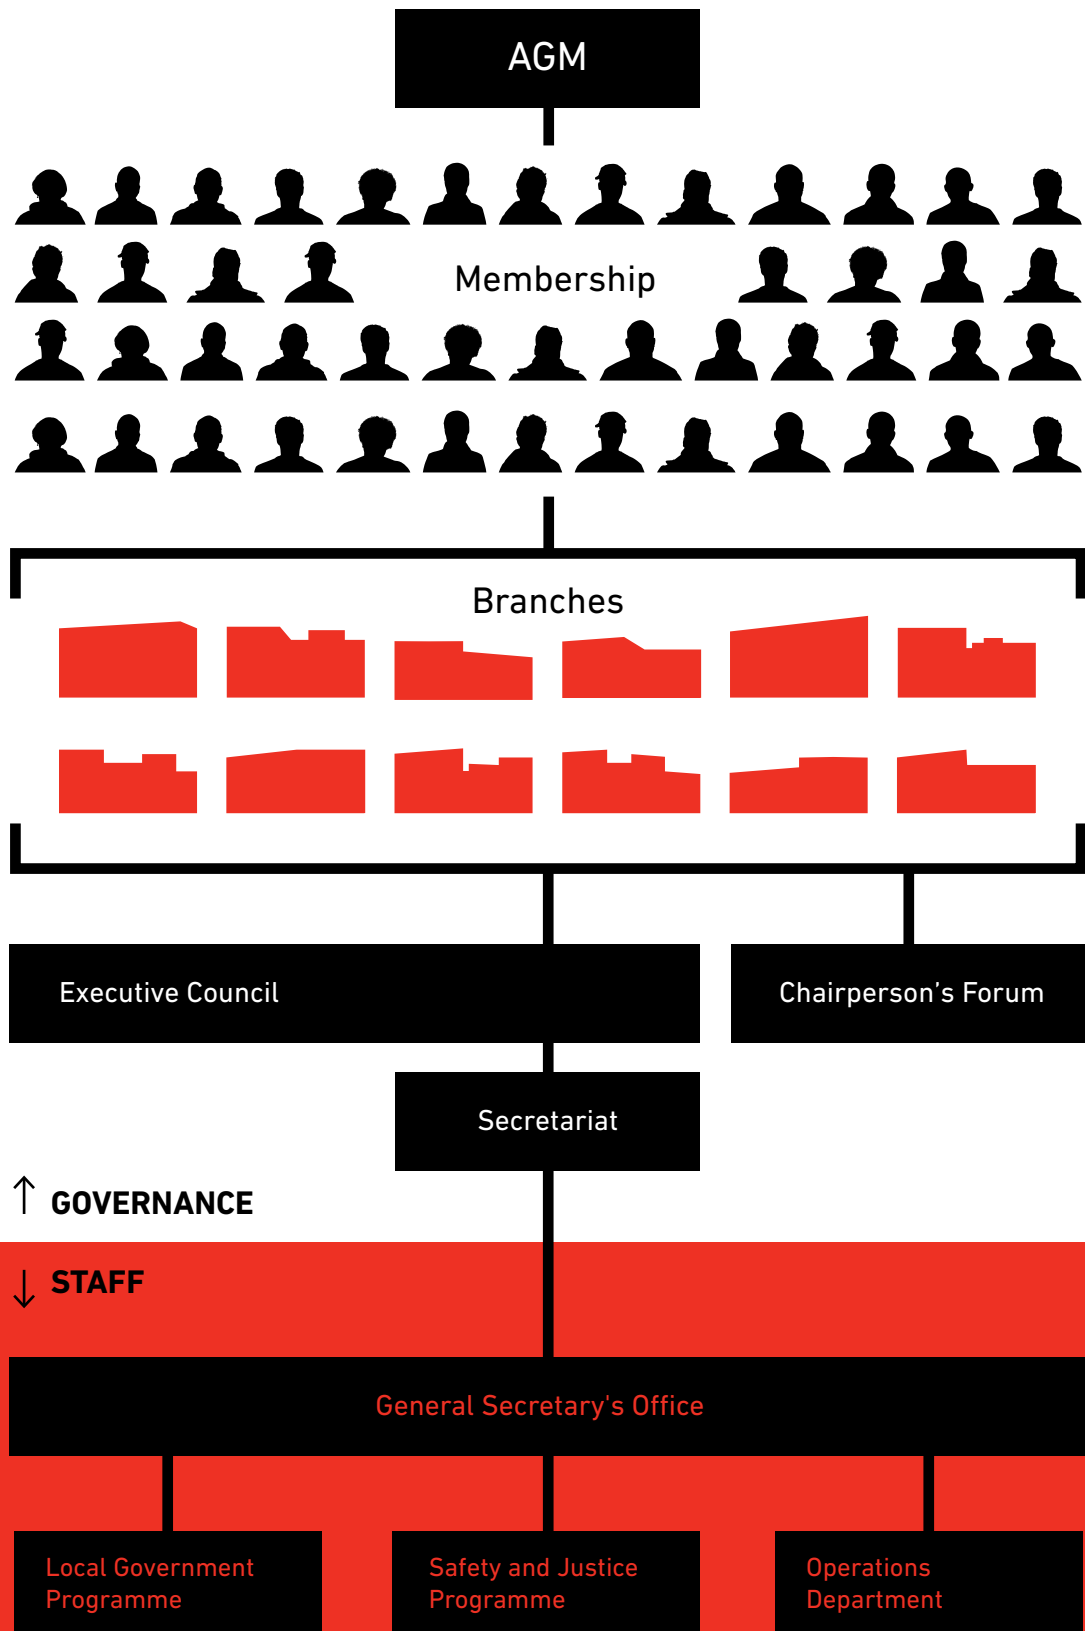 AGM
Membership
Branches
Executive Council
Chairperson’s Forum
Secretariat
↑ GOVERNANCE
↓ STAFF
General Secretary's Office
Local Government
Programme
Safety and Justice
Programme
Operations
Department